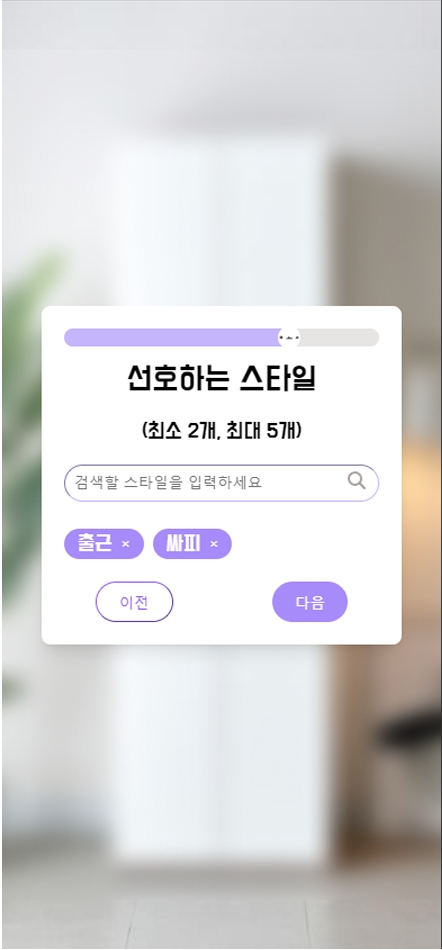 선호하는 스타일
(최소 2개, 최대 5개)
검색할 스타일을 입력하세요
출근 × 싸피 ×
이전 다음